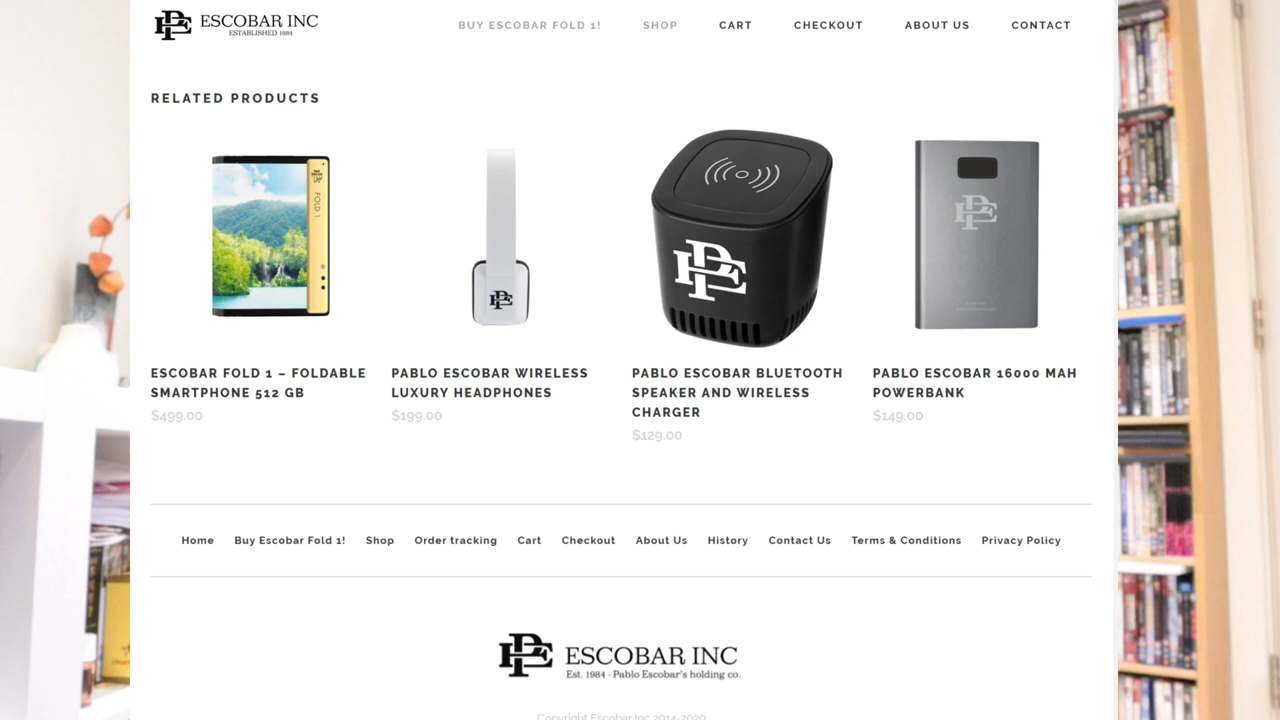 ESCOBAR INC
ESTABLISHED 1984
BUY ESCOBAR FOLD 1! SHOP CART CHECKOUT ABOUT US CONTACT
RELATED PRODUCTS
FOLD 1
PE
PE
PE
ESCOBAR FOLD 1 – FOLDABLE
SMARTPHONE 512 GB
$499.00
PABLO ESCOBAR WIRELESS
LUXURY HEADPHONES
$199.00
PABLO ESCOBAR BLUETOOTH
SPEAKER AND WIRELESS
CHARGER
$129.00
PABLO ESCOBAR 16000 MAH
POWERBANK
$149.00
Home Buy Escobar Fold 1! Shop Order tracking Cart Checkout About Us History Contact Us Terms & Conditions Privacy Policy
PE ESCOBAR INC
Est. 1984 - Pablo Escobar's holding co.
Copyright Escobar Inc 2014-2020